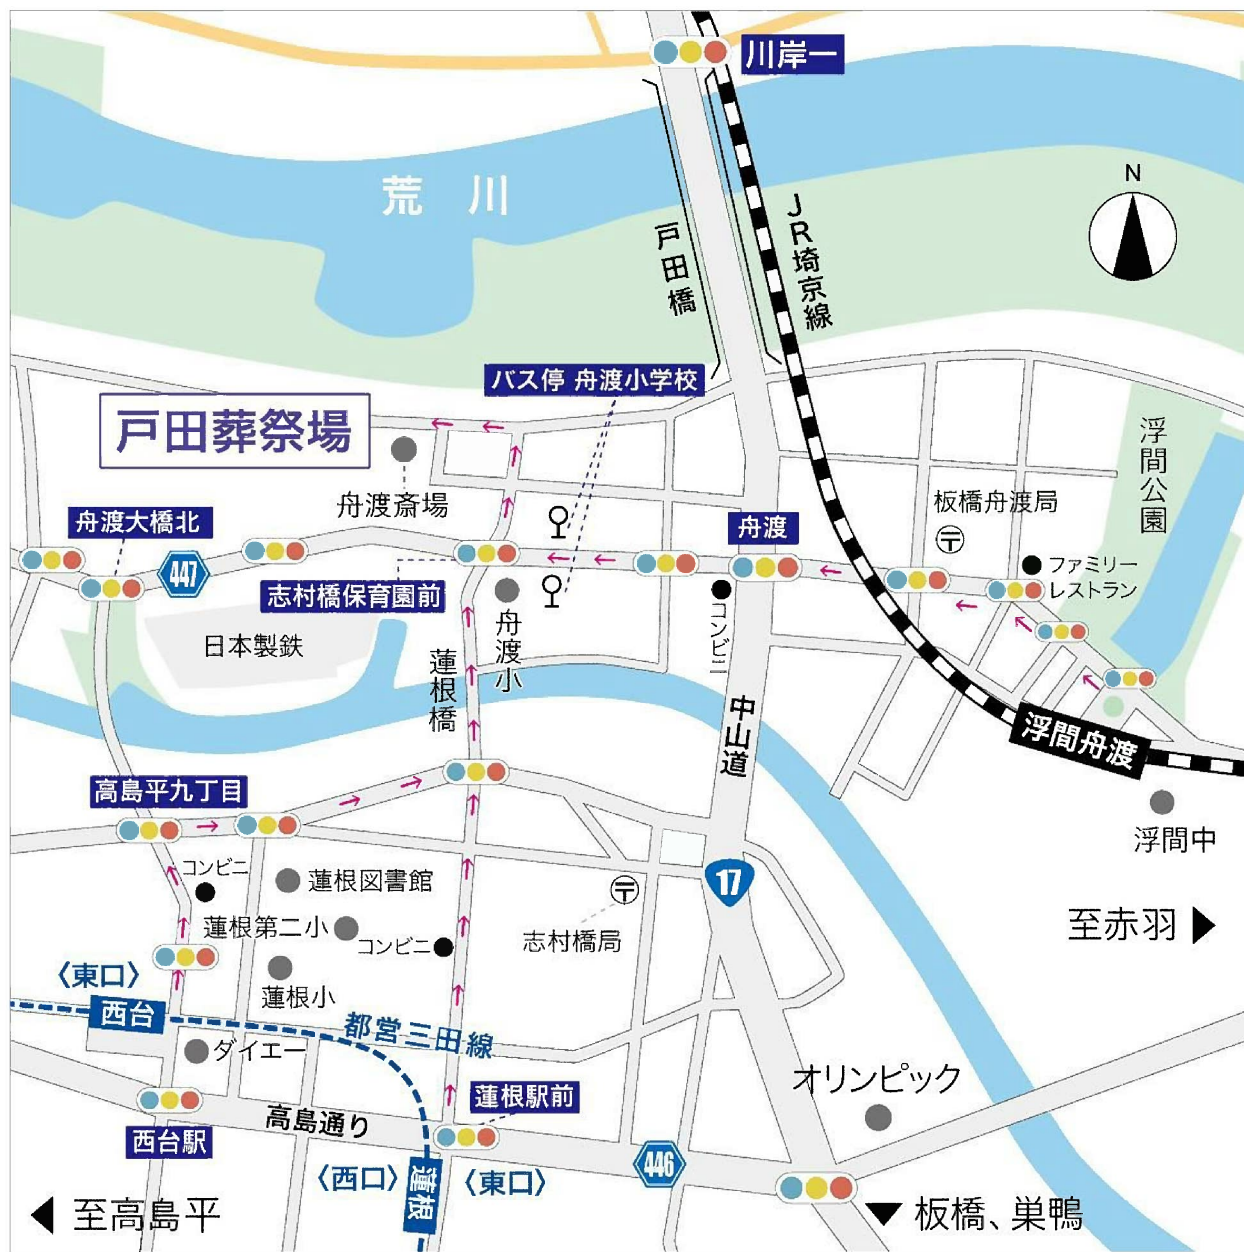 川岸一
N
荒川
戸田橋
JR埼京線
バス停 舟渡小学校
戸田葬祭場
浮間公園
舟渡斎場
板橋舟渡局
舟渡大橋北
舟渡
447
ファミリー
レストラン
志村橋保育園前
コンビニ
日本製鉄
舟渡小
蓮根橋
中山道
浮間舟渡
高島平九丁目
浮間中
コンビニ
蓮根図書館
17
蓮根第二小
コンビニ
志村橋局
至赤羽
〈東口〉
蓮根小
西台
都営三田線
ダイエー
オリンピック
蓮根駅前
高島通り
西台駅
446
〈西口〉
蓮根
〈東口〉
至高島平
板橋、巣鴨